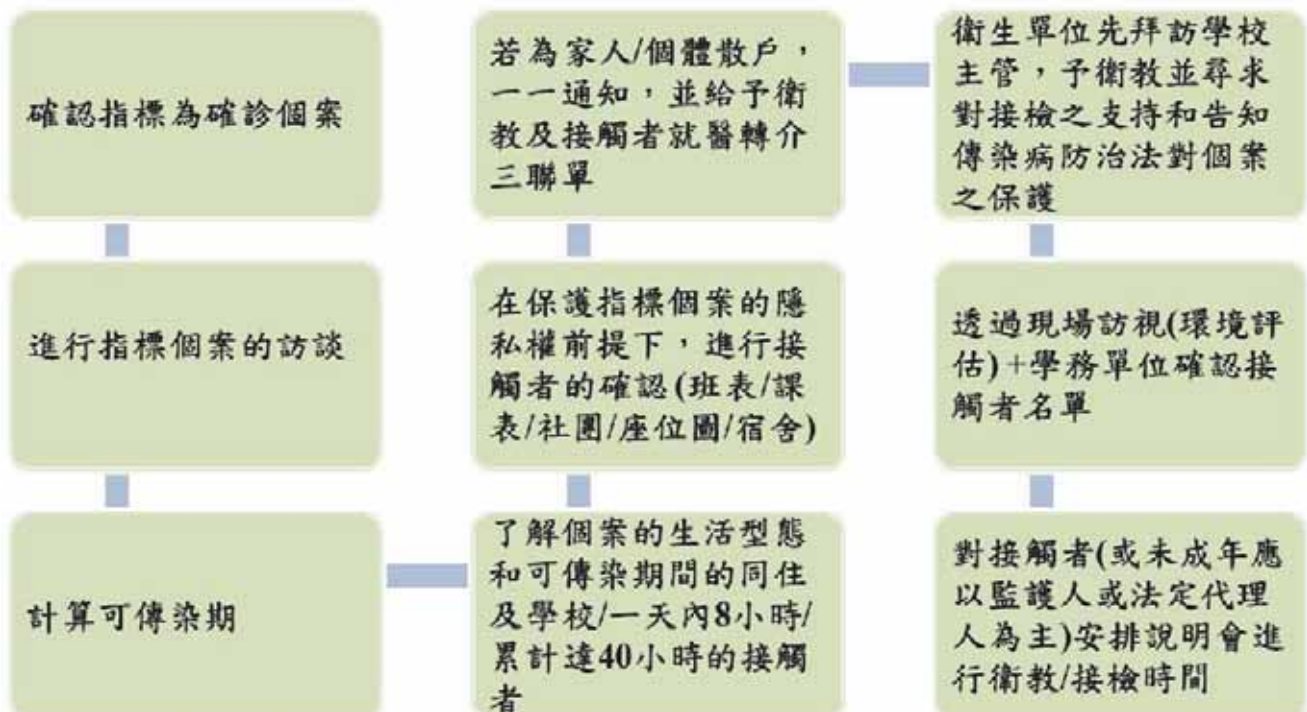 確認指標為確診個案
進行指標個案的訪談
計算可傳染期
了解個案的生活型態
和可傳染期間的同住
及學校/一天內8小時/
累計達40小時的接觸
者
在保護指標個案的隱
私權前提下，進行接
觸者的確認(班表/課
表/社團/座位圖/宿舍)
若為家人/個體散戶，
一一通知，並給予衛
教及接觸者就醫轉介
三聯單
衛生單位先拜訪學校
主管，予衛教並尋求
對接檢之支持和告知
傳染病防治法對個案
之保護
透過現場訪視(環境評
估)+學務單位確認接
觸者名單
對接觸者(或未成年應
以監護人或法定代理
人為主)安排說明會進
行衛教/接檢時間